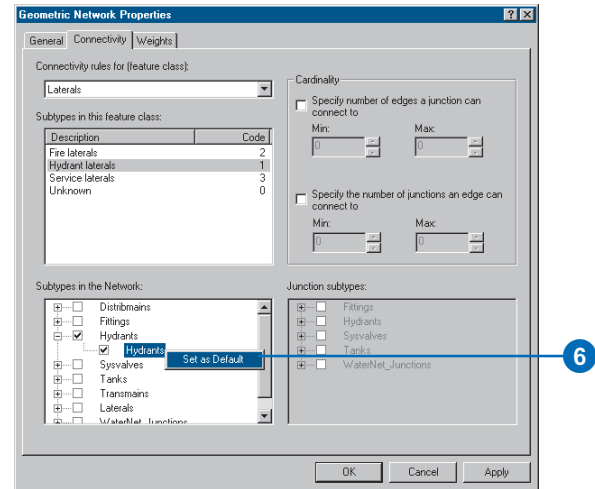 Geometric Network Properties
General Connectivity Weights
Connectivity rules for (feature class):
Laterals
Subtypes in this feature class:
Description Code
Fire laterals 2
Hydrant laterals 1
Service laterals 3
Unknown 0
Cardinality
Specify number of edges a junction can
connect to
Min: Max:
0 0
Specify the number of junctions an edge can
connect to
Min: Max:
0 0
Subtypes in the Network:
Distribmains
Fittings
Hydrants
Hydrants
Set as Default
Sysvalves
Tanks
Transmains
Laterals
WaterNet_Junctions
Junction subtypes:
Fittings
Hydrants
Sysvalves
Tanks
WaterNet_Junctions
6
OK Cancel Apply